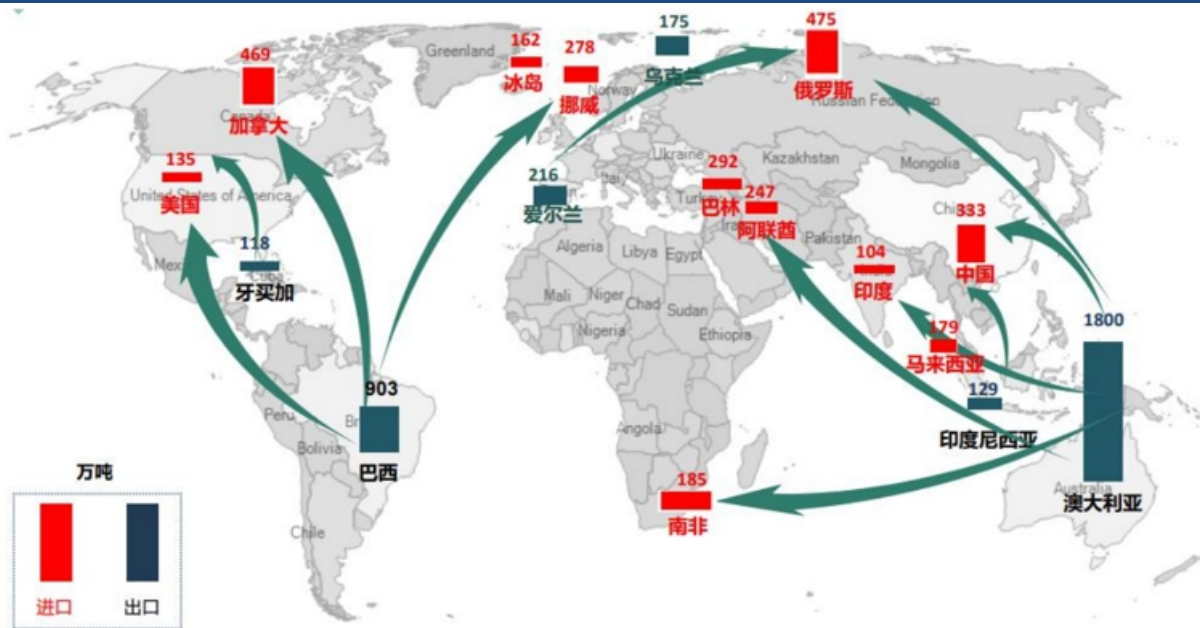 175
475
469
162
278
Greenland
冰岛
乌克兰
俄罗斯
Norway
挪威
Russian Federation
Canada
加拿大
135
United States of America
美国
Ukraine
292
Kazakhstan
Mongolia
216
爱尔兰
Italy
巴林
247
阿联酋
Pakistan
333
中国
Algeria
Libya
Egypt
118
牙买加
104
印度
Mali
Niger
Chad
Sudan
Nigeria
Ethiopia
179
马来西亚
1800
903
129
Peru
巴西
Bolivia
Angola
印度尼西亚
185
南非
Australia
澳大利亚
Chile
万吨
进口
出口